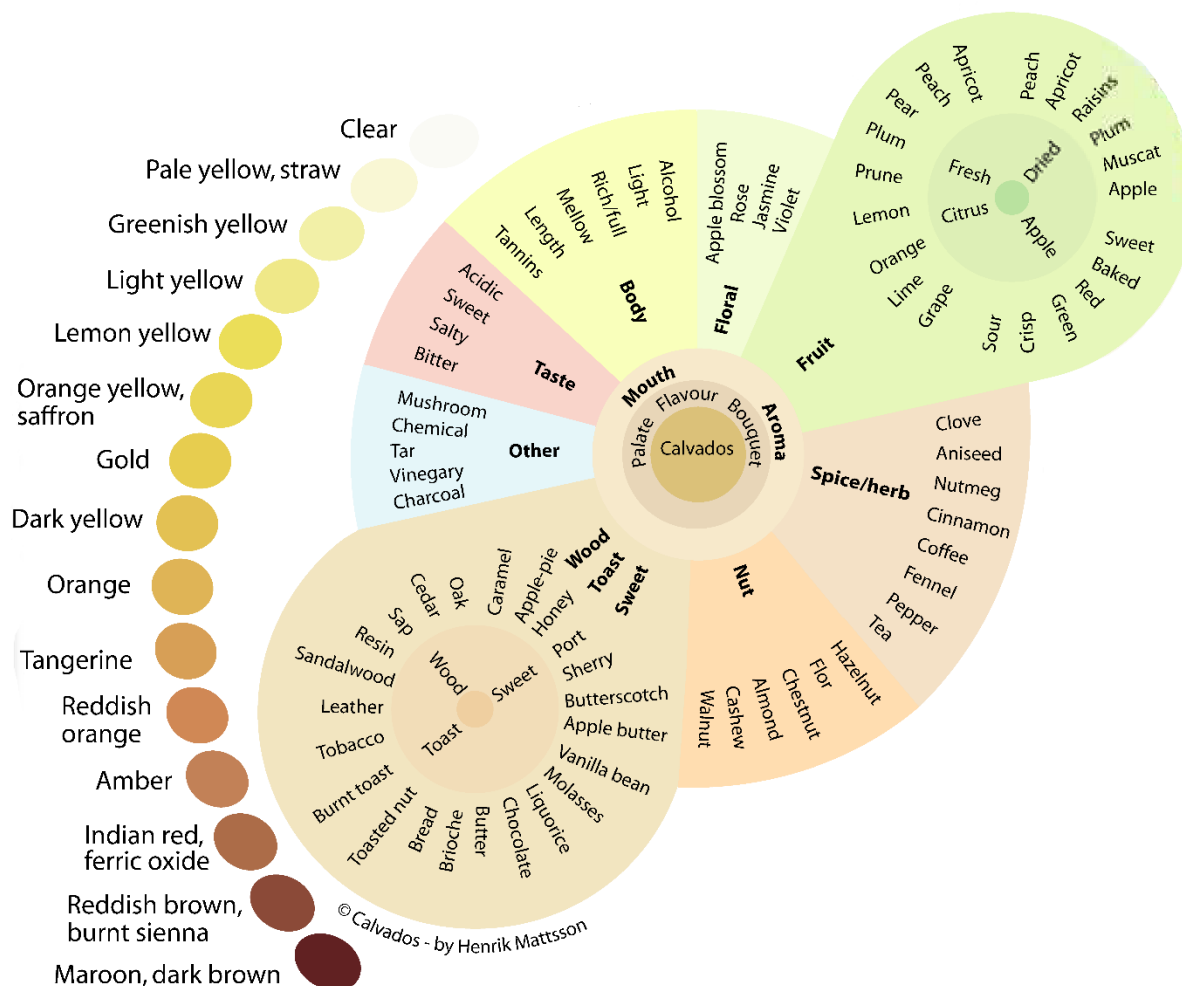 Clear
Pale yellow, straw
Greenish yellow
Light yellow
Lemon yellow
Orange yellow,
saffron
Gold
Dark yellow
Orange
Tangerine
Reddish
orange
Amber
Indian red,
ferric oxide
Reddish brown,
burnt sienna
Maroon, dark brown
Calvados
Palate
Flavour
Bouquet
Mouth
Aroma
Other
Mushroom
Chemical
Tar
Vinegary
Charcoal
Taste
Acidic
Sweet
Salty
Bitter
Body
Tannins
Length
Mellow
Rich/full
Light
Alcohol
Floral
Apple blossom
Rose
Jasmine
Violet
Fruit
Fresh
Dried
Citrus
Apple
Apricot
Peach
Pear
Plum
Prune
Lemon
Orange
Lime
Grape
Peach
Apricot
Raisins
Plum
Muscat
Apple
Sweet
Baked
Red
Green
Crisp
Sour
Spice/herb
Clove
Aniseed
Nutmeg
Cinnamon
Coffee
Fennel
Pepper
Tea
Nut
Hazelnut
Flor
Chestnut
Almond
Cashew
Walnut
Wood
Toast
Sweet
Wood
Sweet
Toast
Caramel
Apple-pie
Honey
Port
Sherry
Butterscotch
Apple butter
Vanilla bean
Molasses
Liquorice
Chocolate
Butter
Brioche
Bread
Toasted nut
Burnt toast
Tobacco
Leather
Sandalwood
Resin
Sap
Cedar
Oak
© Calvados - by Henrik Mattsson